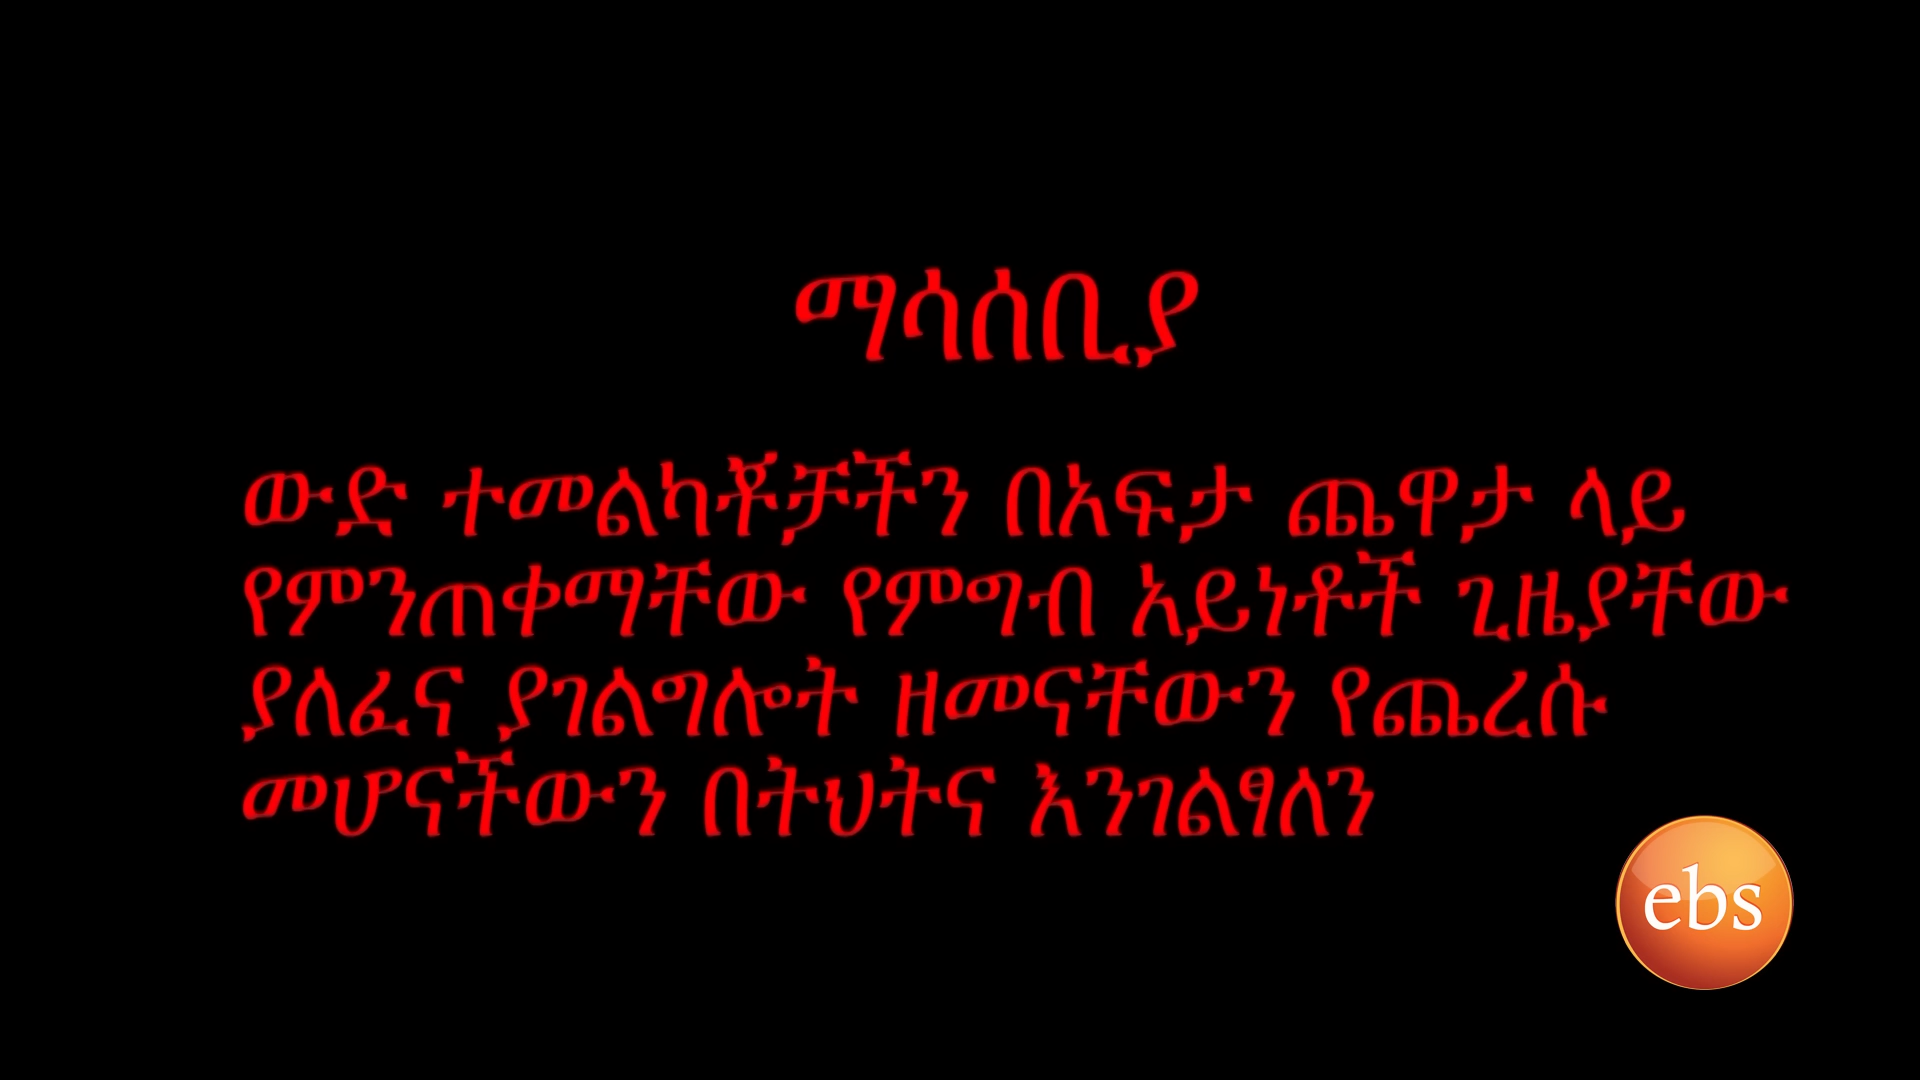 ማሳሰቢያ
ውድ ተመልካቾቻችን በአፍታ ጨዋታ ላይ
የምንጠቀማቸው የምግብ አይነቶች ጊዜያቸው
ያለፈና ያገልግሎት ዘመናቸውን የጨረሱ
መሆናቸውን በትህትና እንገልፃለን
ebs